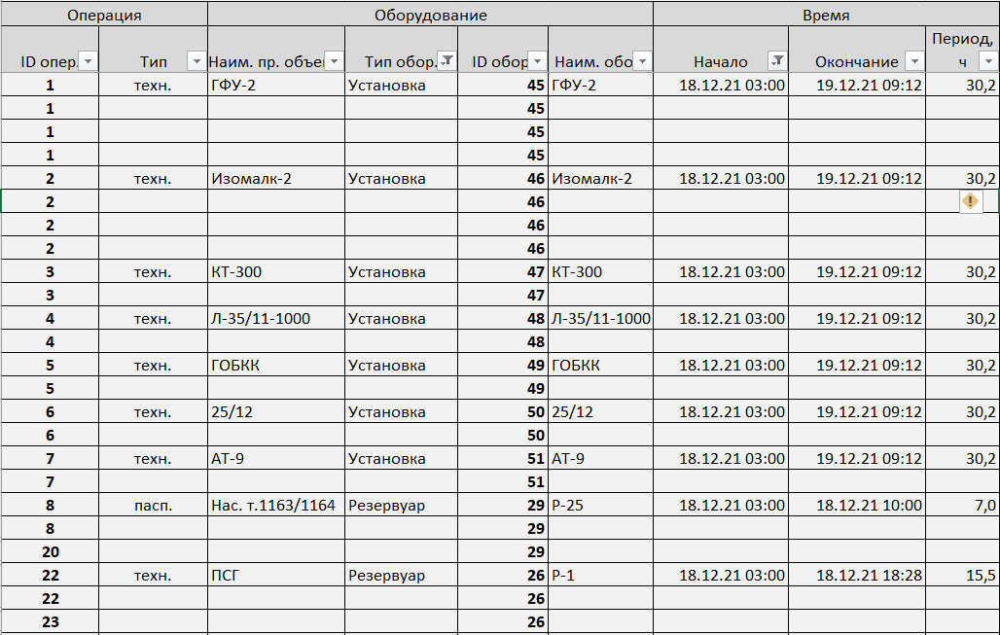 Операция Оборудование Время
ID опер. Тип Наим. пр. объе Тип обор. ID обор Наим. обо Начало Окончание Период, ч
1 техн. ГФУ-2 Установка 45 ГФУ-2 18.12.21 03:00 19.12.21 09:12 30,2
1 45
1 45
1 45
2 техн. Изомалк-2 Установка 46 Изомалк-2 18.12.21 03:00 19.12.21 09:12 30,2
2 46
2 46
2 46
3 техн. КТ-300 Установка 47 КТ-300 18.12.21 03:00 19.12.21 09:12 30,2
3 47
4 техн. Л-35/11-1000 Установка 48 Л-35/11-1000 18.12.21 03:00 19.12.21 09:12 30,2
4 48
5 техн. ГОБКК Установка 49 ГОБКК 18.12.21 03:00 19.12.21 09:12 30,2
5 49
6 техн. 25/12 Установка 50 25/12 18.12.21 03:00 19.12.21 09:12 30,2
6 50
7 техн. АТ-9 Установка 51 АТ-9 18.12.21 03:00 19.12.21 09:12 30,2
7 51
8 пасп. Нас. т.1163/1164 Резервуар 29 Р-25 18.12.21 03:00 18.12.21 10:00 7,0
8 29
20 29
22 техн. ПСГ Резервуар 26 Р-1 18.12.21 03:00 18.12.21 18:28 15,5
22 26
23 26